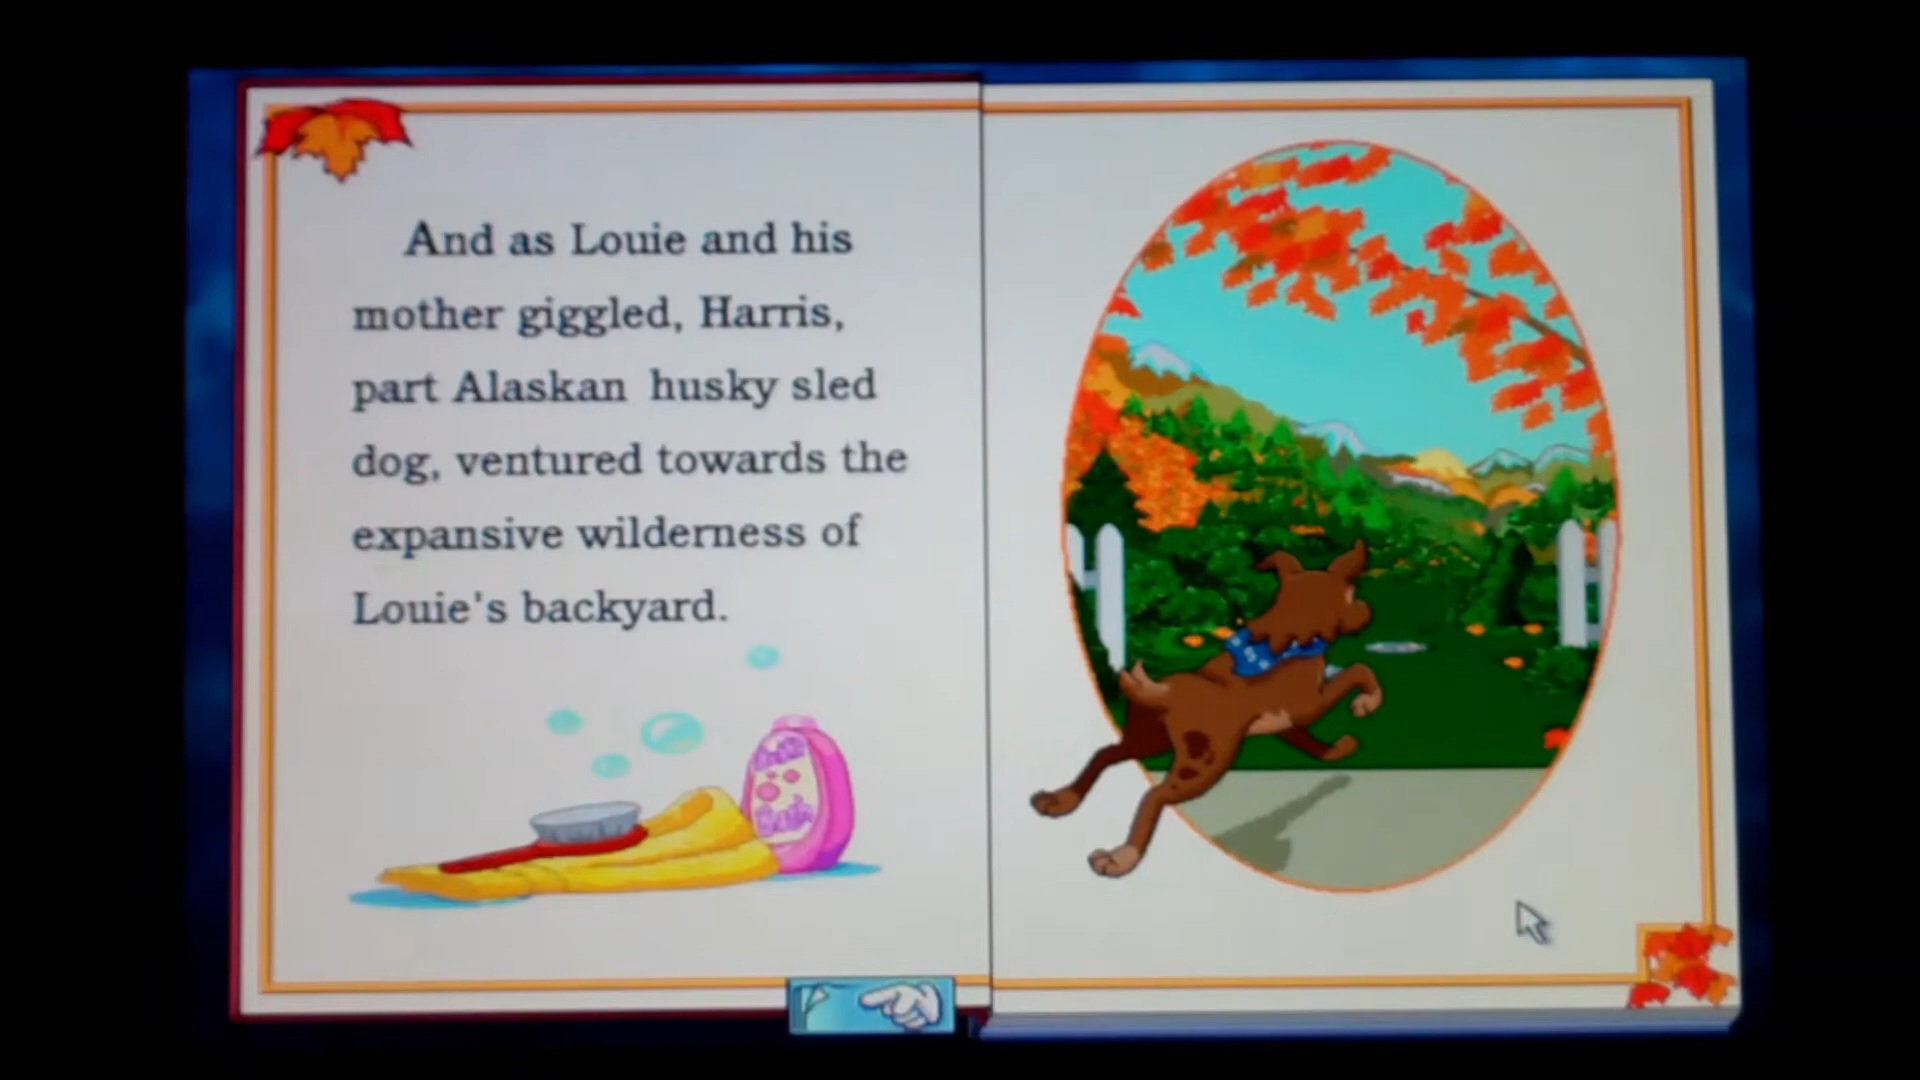 And as Louie and his
mother giggled, Harris,
part Alaskan husky sled
dog, ventured towards the
expansive wilderness of
Louie's backyard.